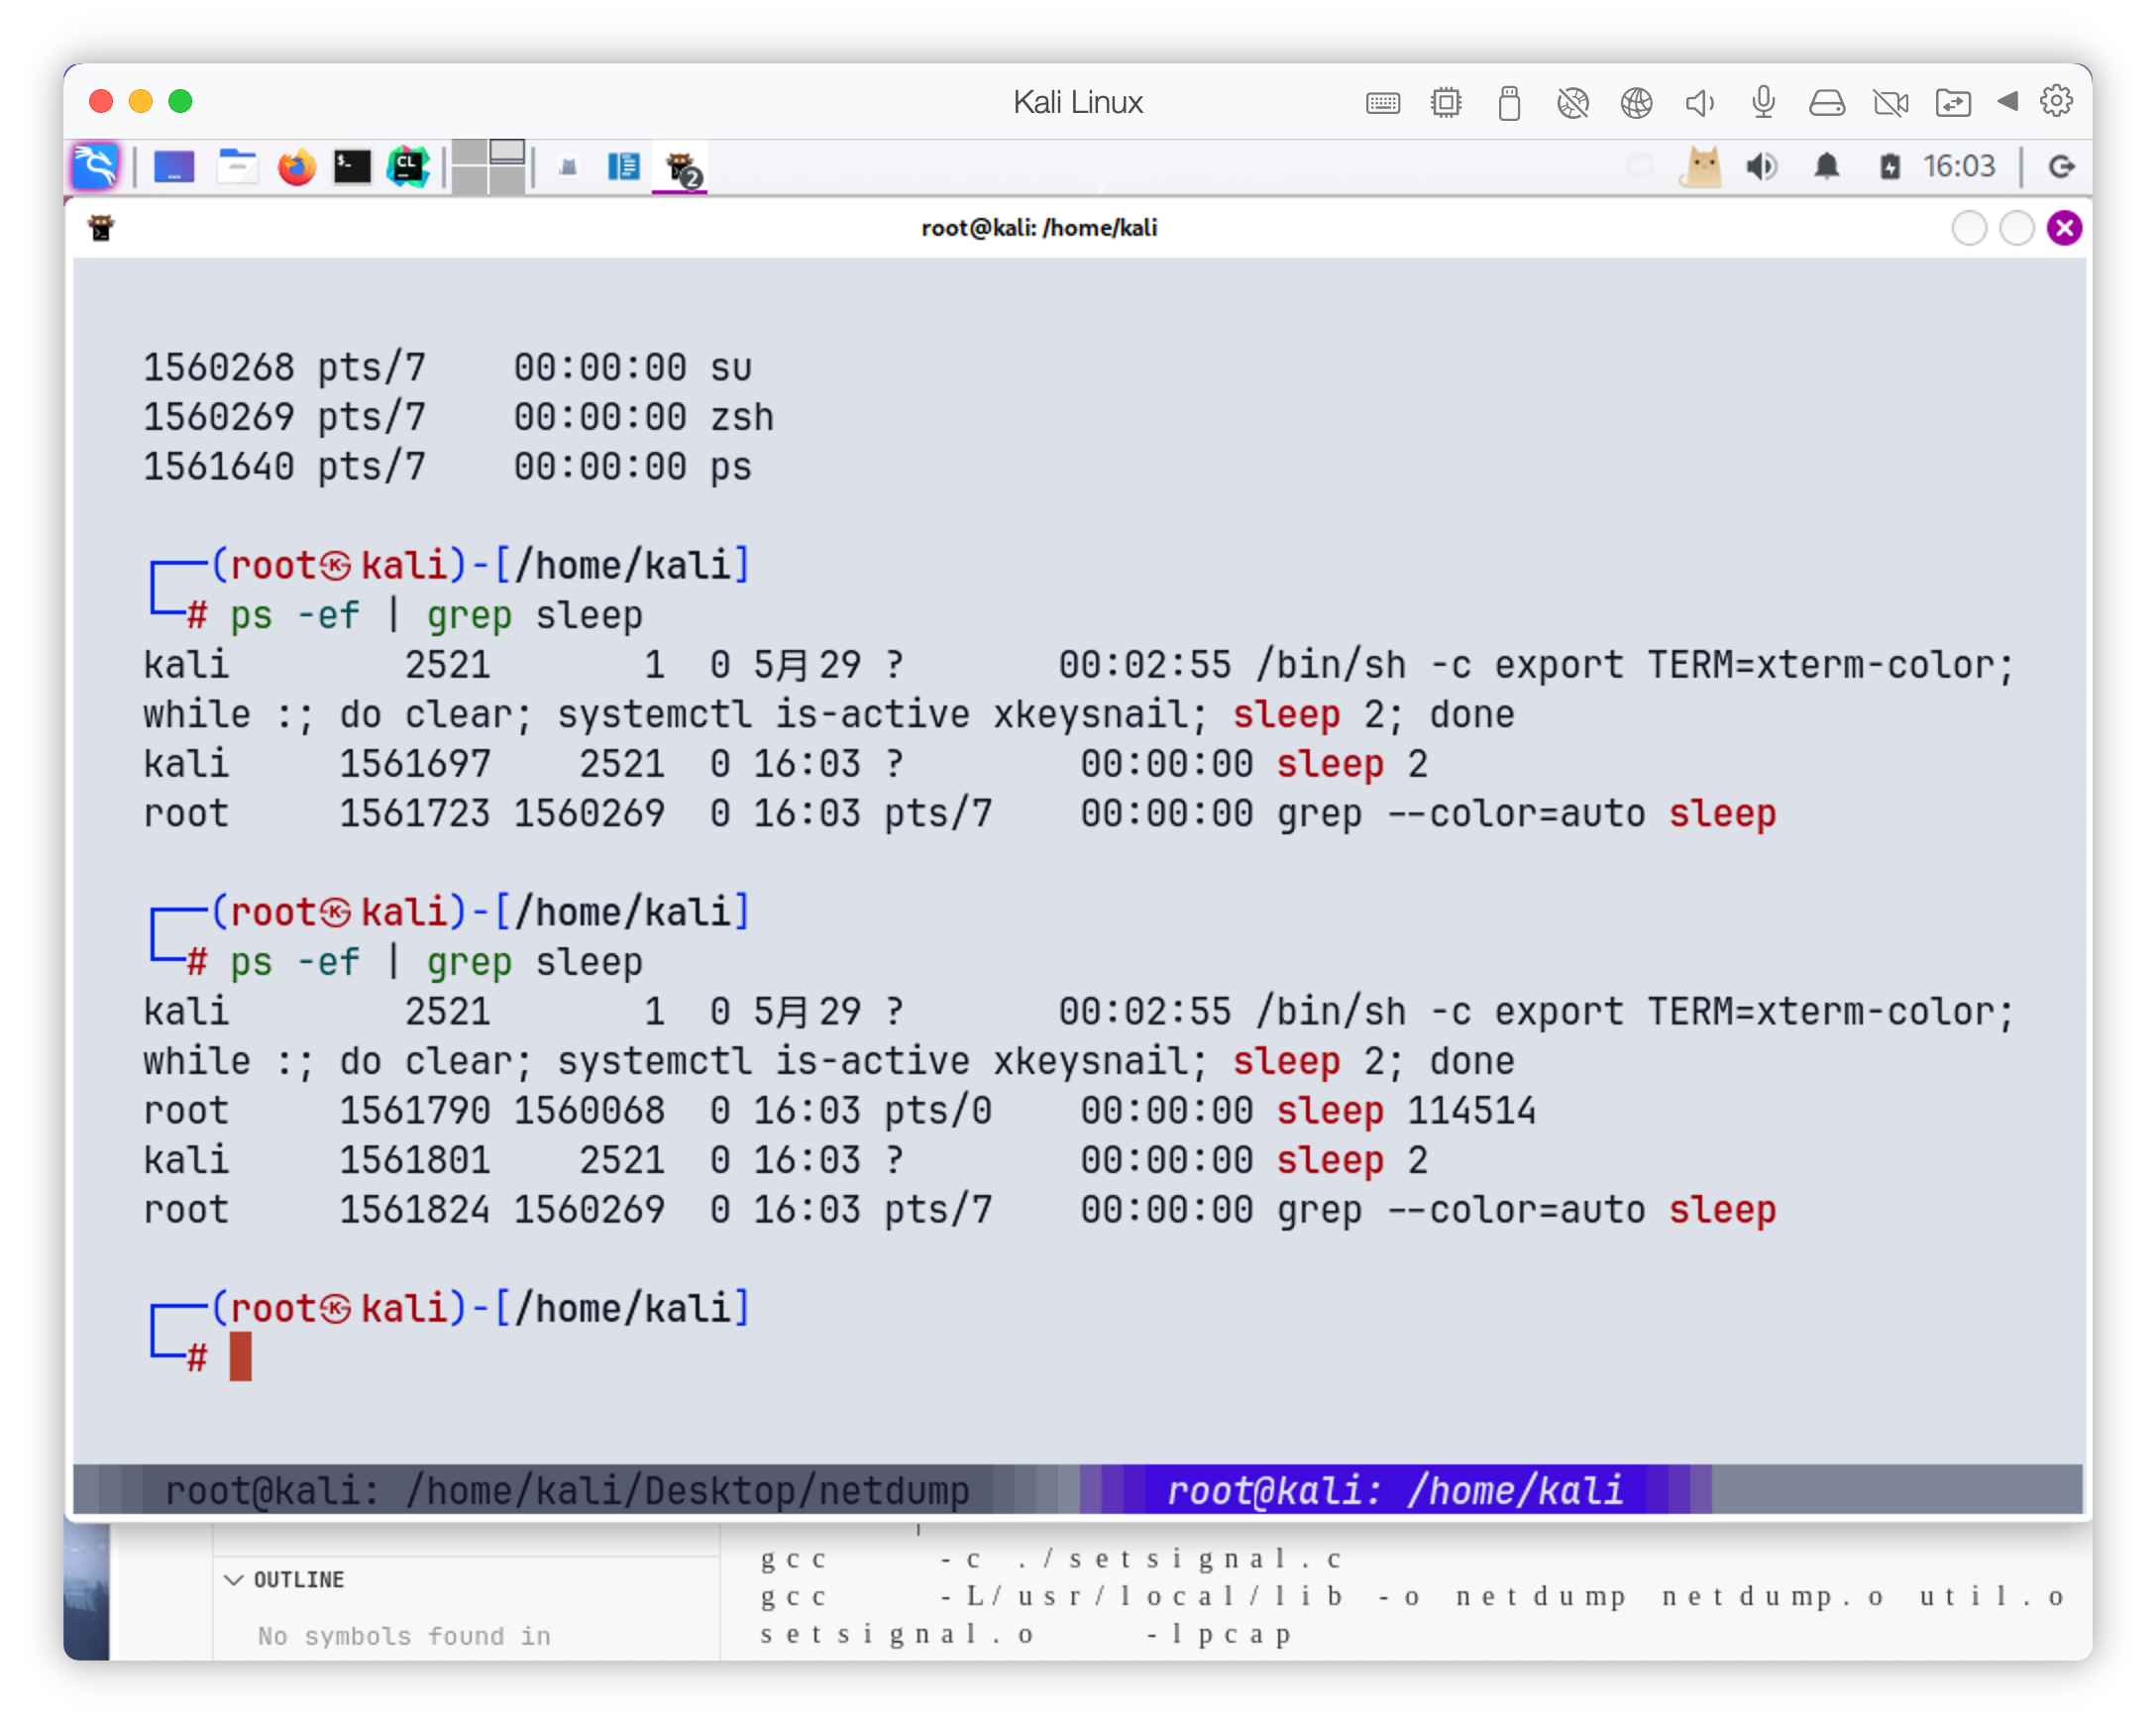 Kali Linux
CL
2
16:03
root@kali: /home/kali
1560268 pts/7    00:00:00 su
1560269 pts/7    00:00:00 zsh
1561640 pts/7    00:00:00 ps
┌──(root㉿kali)-[/home/kali]
└─# ps -ef | grep sleep
kali        2521       1  0 5月29 ?       00:02:55 /bin/sh -c export TERM=xterm-color;
while :; do clear; systemctl is-active xkeysnail; sleep 2; done
kali     1561697    2521  0 16:03 ?        00:00:00 sleep 2
root     1561723 1560269  0 16:03 pts/7    00:00:00 grep --color=auto sleep
┌──(root㉿kali)-[/home/kali]
└─# ps -ef | grep sleep
kali        2521       1  0 5月29 ?       00:02:55 /bin/sh -c export TERM=xterm-color;
while :; do clear; systemctl is-active xkeysnail; sleep 2; done
root     1561790 1560068  0 16:03 pts/0    00:00:00 sleep 114514
kali     1561801    2521  0 16:03 ?        00:00:00 sleep 2
root     1561824 1560269  0 16:03 pts/7    00:00:00 grep --color=auto sleep
┌──(root㉿kali)-[/home/kali]
└─#
root@kali: /home/kali/Desktop/netdump root@kali: /home/kali
OUTLINE
No symbols found in
gcc     -c ./setsignal.c
gcc     -L/usr/local/lib -o netdump netdump.o util.o
setsignal.o     -lpcap